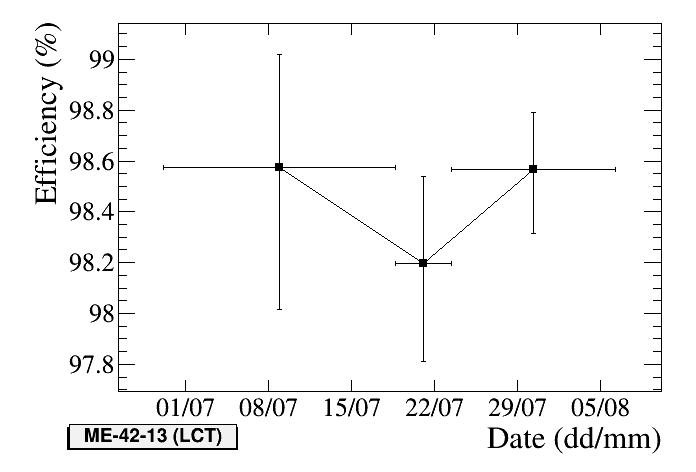 Efficiency (%)
99
98.8
98.6
98.4
98.2
98
97.8
01/07 08/07 15/07 22/07 29/07 05/08
ME-42-13 (LCT)
Date (dd/mm)